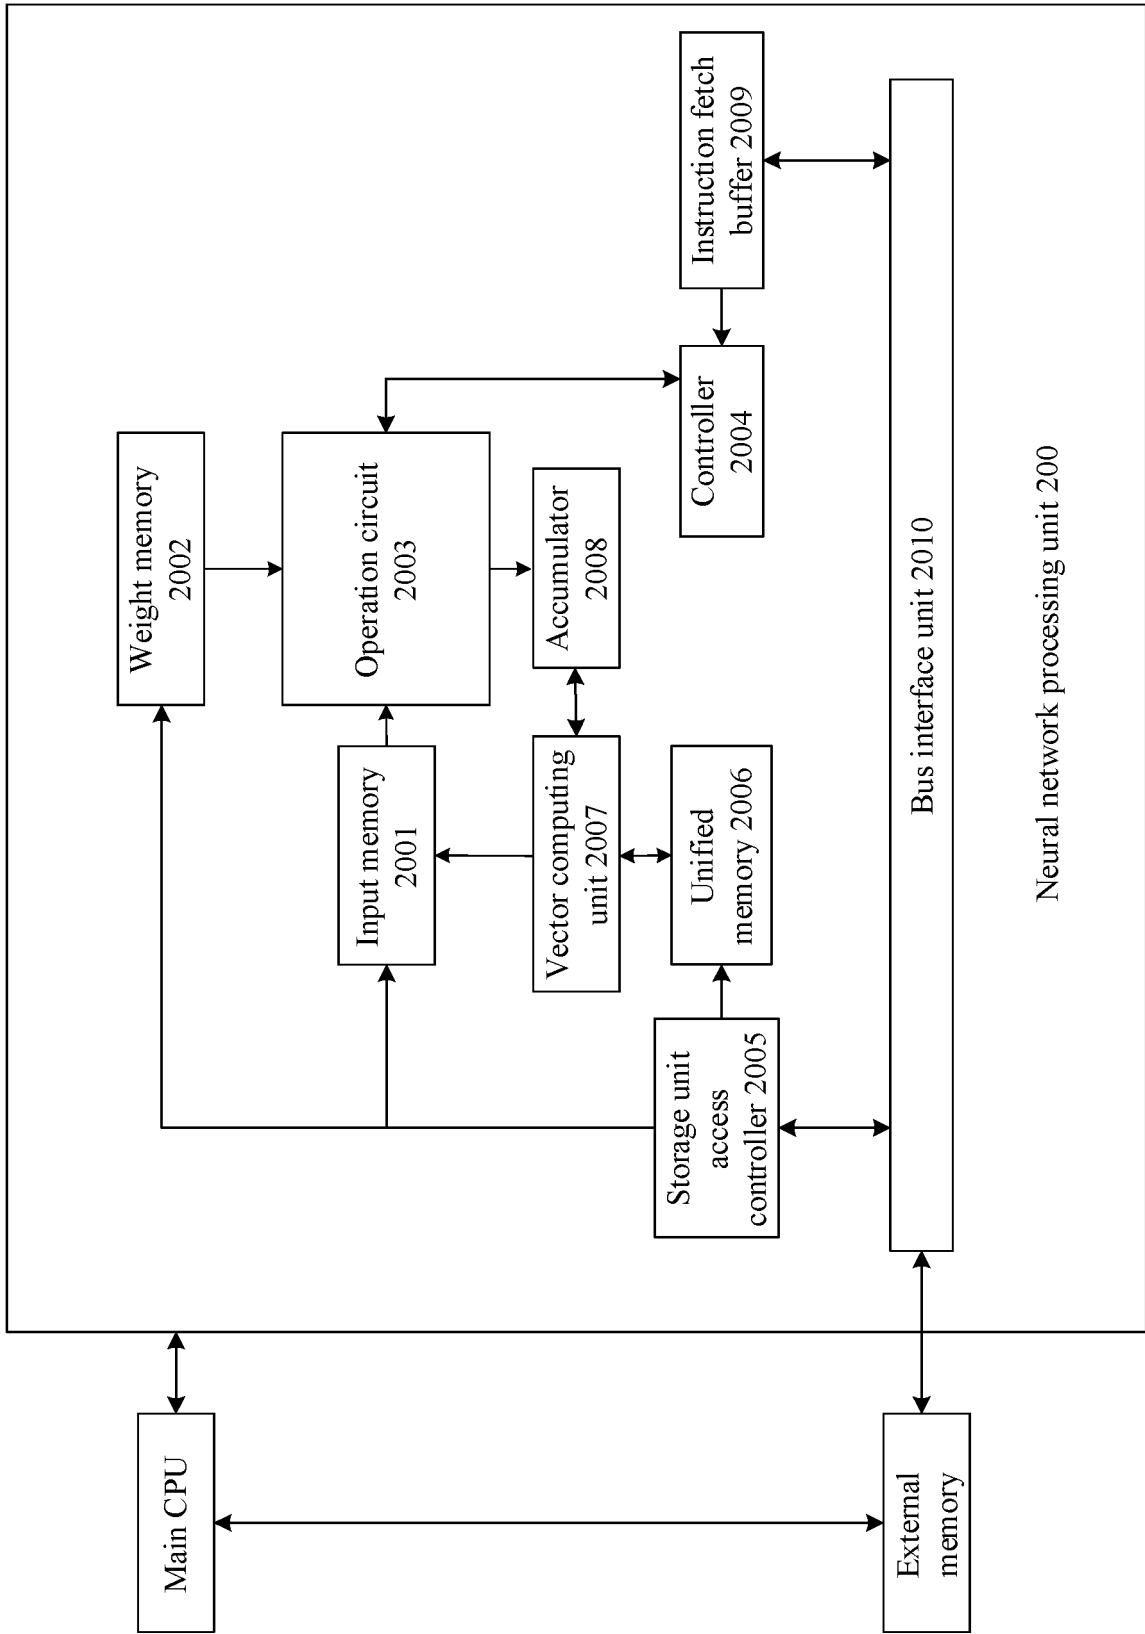 Main CPU
External
memory
Weight memory
2002
Input memory
2001
Operation circuit
2003
Vector computing
unit 2007
Accumulator
2008
Storage unit
access
controller 2005
Unified
memory 2006
Controller
2004
Instruction fetch
buffer 2009
Bus interface unit 2010
Neural network processing unit 200